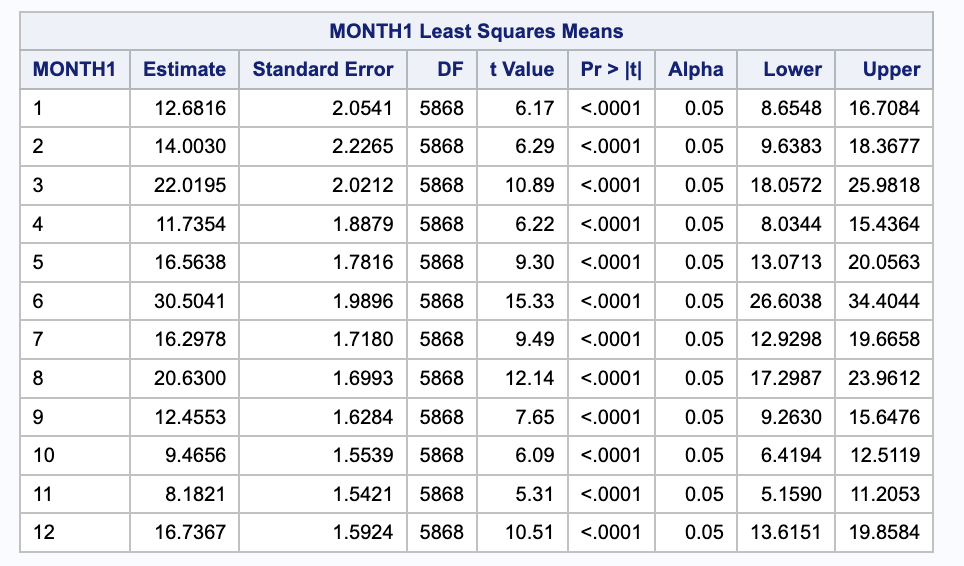 MONTH1 Least Squares Means
MONTH1 Estimate Standard Error DF t Value Pr > |t| Alpha Lower Upper
1 12.6816 2.0541 5868 6.17 <.0001 0.05 8.6548 16.7084
2 14.0030 2.2265 5868 6.29 <.0001 0.05 9.6383 18.3677
3 22.0195 2.0212 5868 10.89 <.0001 0.05 18.0572 25.9818
4 11.7354 1.8879 5868 6.22 <.0001 0.05 8.0344 15.4364
5 16.5638 1.7816 5868 9.30 <.0001 0.05 13.0713 20.0563
6 30.5041 1.9896 5868 15.33 <.0001 0.05 26.6038 34.4044
7 16.2978 1.7180 5868 9.49 <.0001 0.05 12.9298 19.6658
8 20.6300 1.6993 5868 12.14 <.0001 0.05 17.2987 23.9612
9 12.4553 1.6284 5868 7.65 <.0001 0.05 9.2630 15.6476
10 9.4656 1.5539 5868 6.09 <.0001 0.05 6.4194 12.5119
11 8.1821 1.5421 5868 5.31 <.0001 0.05 5.1590 11.2053
12 16.7367 1.5924 5868 10.51 <.0001 0.05 13.6151 19.8584